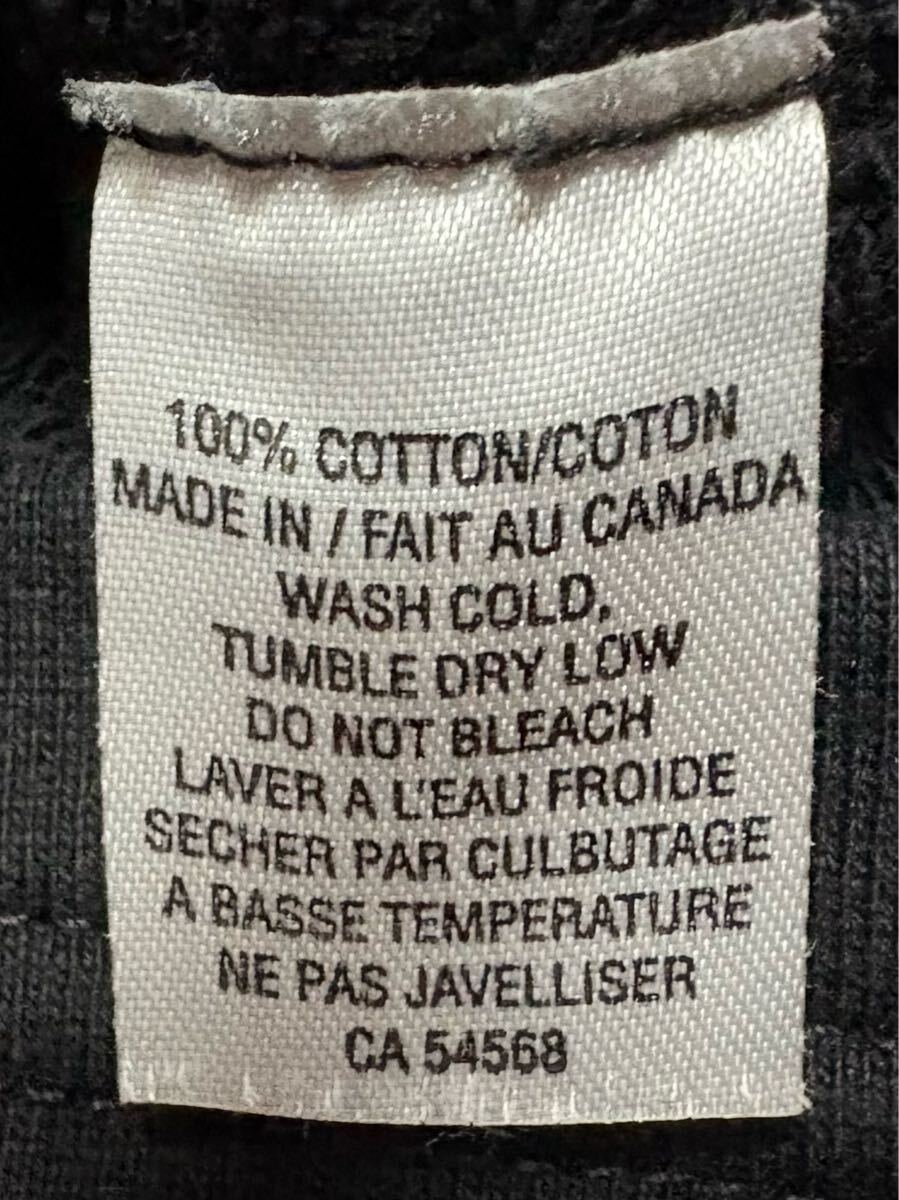 100% COTTON/COTON
MADE IN / FAIT AU CANADA
WASH COLD,
TUMBLE DRY LOW
DO NOT BLEACH
LAVER A L'EAU FROIDE
SECHER PAR CULBUTAGE
A BASSE TEMPERATURE
NE PAS JAVELLISER
CA 54568